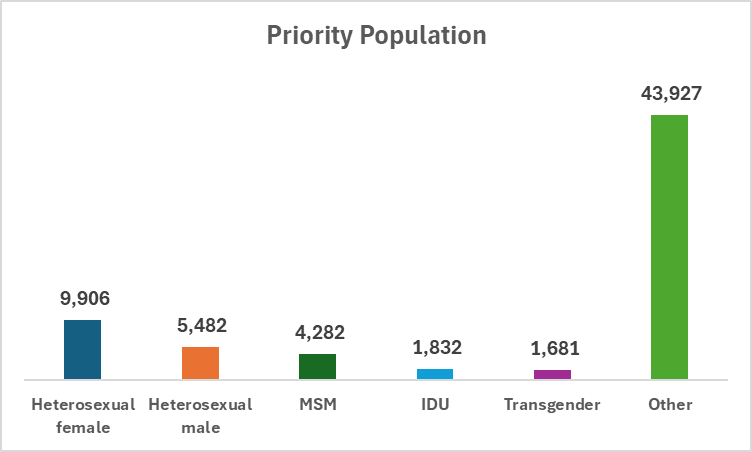 Priority Population
43,927
9,906
5,482
4,282
1,832
1,681
Heterosexual female
Heterosexual male
MSM
IDU
Transgender
Other